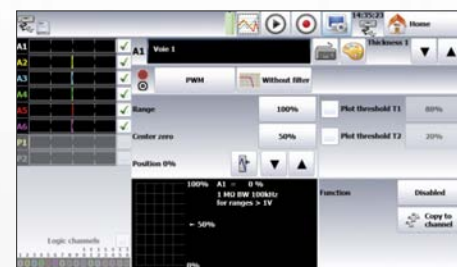 14:35:23
Home
A1
A2
A3
A4
A5
A6
P1
P2
A1
Voie 1
Thickness 1
PWM
Without filter
Range
100%
Plot threshold T1
80%
Center zero
50%
Plot threshold T2
20%
Position 0%
100% A1 = 0 %
1 MΩ BW 100kHz
for ranges > 1V
← 50%
0%
Function
Disabled
Copy to
channel
Logic channels